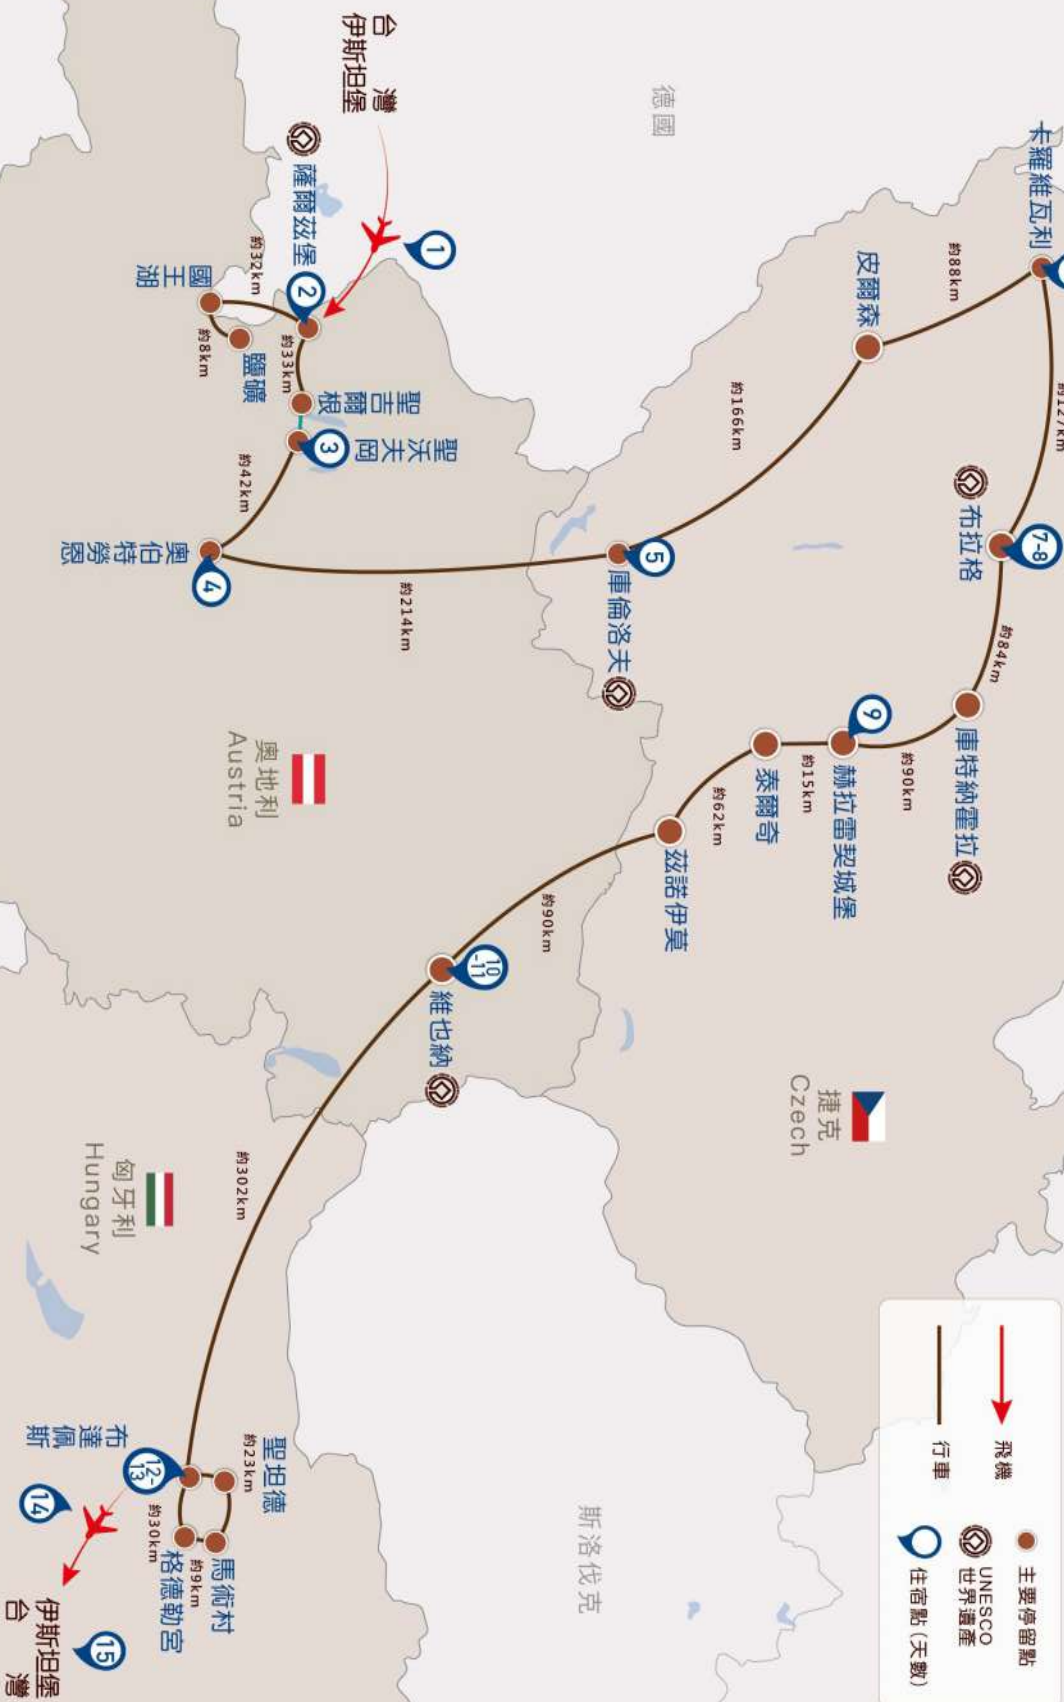 台　灣
伊斯坦堡
德國
1
薩爾茲堡
2
約32km
國王湖
約8km
鹽礦
約33km
聖吉爾根
3
聖沃夫岡
約42km
奧伯特勞恩
4
約214km
5
庫倫洛夫
約166km
皮爾森
約88km
卡羅維瓦利
約127km
7-8
布拉格
約84km
庫特納霍拉
約90km
9
赫拉雷契城堡
約15km
泰爾奇
約62km
茲諾伊莫
約90km
10
-11
維也納
奧地利
Austria
捷克
Czech
匈牙利
Hungary
約302km
布達佩斯
12-
13
約23km
聖坦德
馬術村
約9km
格德勒宮
約30km
14
伊斯坦堡
台　灣
15
斯洛伐克
飛機
行車
主要停留點
UNESCO
世界遺產
住宿點(天數)